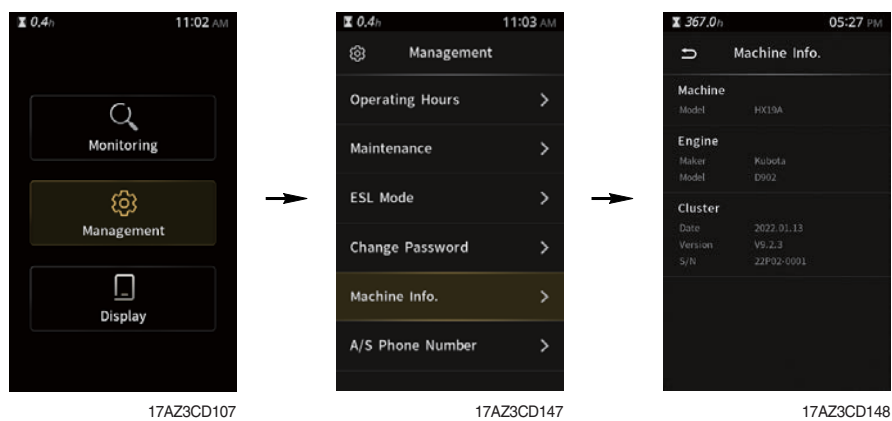 0.4h 11:02 AM
Monitoring
Management
Display
17AZ3CD107
0.4h 11:03 AM
Management
Operating Hours
Maintenance
ESL Mode
Change Password
Machine Info.
A/S Phone Number
17AZ3CD147
367.0h 05:27 PM
Machine Info.
Machine
Model HX19A
Engine
Maker Kubota
Model D902
Cluster
Date 2022.01.13
Version V9.2.3
S/N 22P02-0001
17AZ3CD148